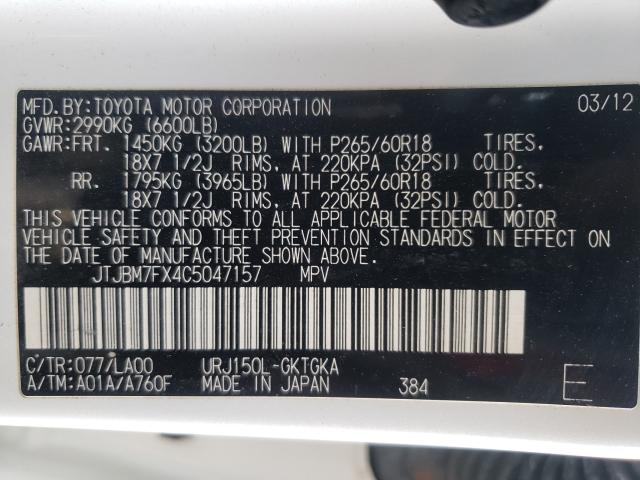 MFD.BY:TOYOTA MOTOR CORPORATION 03/12
GVWR:2990KG (6600LB)
GAWR:FRT. 1450KG (3200LB) WITH P265/60R18 TIRES,
18X7 1/2J RIMS, AT 220KPA (32PSI) COLD.
RR. 1795KG (3965LB) WITH P265/60R18 TIRES,
18X7 1/2J RIMS, AT 220KPA (32PSI) COLD.
THIS VEHICLE CONFORMS TO ALL APPLICABLE FEDERAL MOTOR
VEHICLE SAFETY AND THEFT PREVENTION STANDARDS IN EFFECT ON
THE DATE OF MANUFACTURE SHOWN ABOVE.
JTJBM7FX4C5047157 MPV
C/TR:077/LA00 URJ150L-GKTGKA
A/TM:A01A/A760F MADE IN JAPAN 384 E